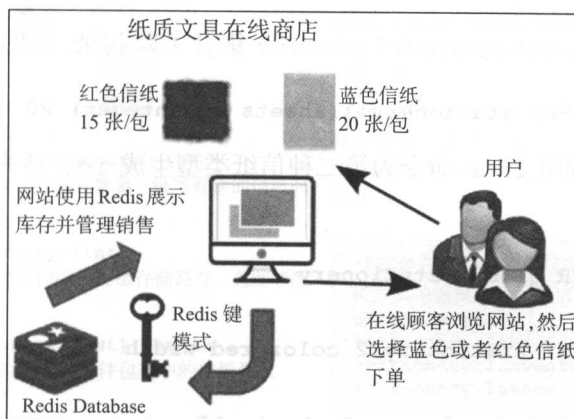 纸质文具在线商店
红色信纸
15 张/包
蓝色信纸
20 张/包
用户
网站使用Redis展示
库存并管理销售
Redis 键
模式
在线顾客浏览网站，然后
选择蓝色或者红色信纸
下单
Redis Database